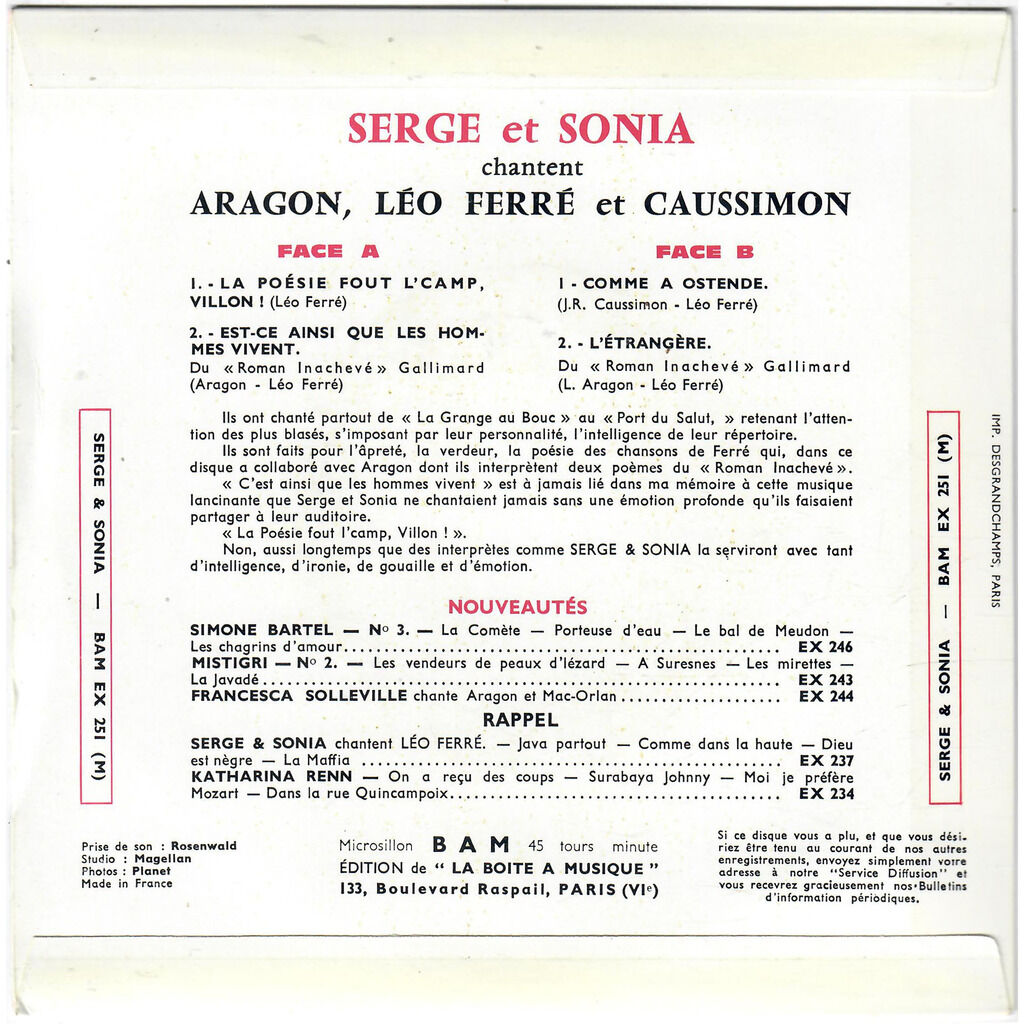 SERGE et SONIA
chantent
ARAGON, LÉO FERRÉ et CAUSSIMON
FACE A
1. - LA POÉSIE FOUT L'CAMP,
VILLON ! (Léo Ferré)
2. - EST-CE AINSI QUE LES HOM-
MES VIVENT.
Du « Roman Inachevé » Gallimard
(Aragon - Léo Ferré)
FACE B
1 - COMME A OSTENDE.
(J.R. Caussimon - Léo Ferré)
2. - L'ÉTRANGÈRE.
Du « Roman Inachevé » Gallimard
(L. Aragon - Léo Ferré)
Ils ont chanté partout de « La Grange au Bouc » au « Port du Salut, » retenant l'atten-
tion des plus blasés, s'imposant par leur personnalité, l'intelligence de leur répertoire.
Ils sont faits pour l'âpreté, la verdeur, la poésie des chansons de Ferré qui, dans ce
disque a collaboré avec Aragon dont ils interprètent deux poèmes du « Roman Inachevé ».
« C'est ainsi que les hommes vivent » est à jamais lié dans ma mémoire à cette musique
lancinante que Serge et Sonia ne chantaient jamais sans une émotion profonde qu'ils faisaient
partager à leur auditoire.
« La Poésie fout l'camp, Villon ! ».
Non, aussi longtemps que des interprètes comme SERGE & SONIA la serviront avec tant
d'intelligence, d'ironie, de gouaille et d'émotion.
NOUVEAUTÉS
SIMONE BARTEL — No 3. — La Comète — Porteuse d'eau — Le bal de Meudon —
Les chagrins d'amour........ EX 246
MISTIGRI — No 2. — Les vendeurs de peaux d'lézard — A Suresnes — Les mirettes —
La Javadé........ EX 243
FRANCESCA SOLLEVILLE chante Aragon et Mac-Orlan........ EX 244
RAPPEL
SERGE & SONIA chantent LÉO FERRÉ. — Java partout — Comme dans la haute — Dieu
est nègre — La Maffia ........ EX 237
KATHARINA RENN — On a reçu des coups — Surabaya Johnny — Moi je préfère
Mozart — Dans la rue Quincampoix........ EX 234
SERGE & SONIA — BAM EX 251 (M)
SERGE & SONIA — BAM EX 251 (M)
IMP. DESGRANDCHAMPS, PARIS
Prise de son : Rosenwald
Studio : Magellan
Photos : Planet
Made in France
Microsillon BAM 45 tours minute
ÉDITION de “ LA BOITE A MUSIQUE ”
133, Boulevard Raspail, PARIS (VIe)
Si ce disque vous a plu, et que vous dési-
riez être tenu au courant de nos autres
enregistrements, envoyez simplement votre
adresse à notre “Service Diffusion” et
vous recevrez gracieusement nos Bulletins
d'information périodiques.